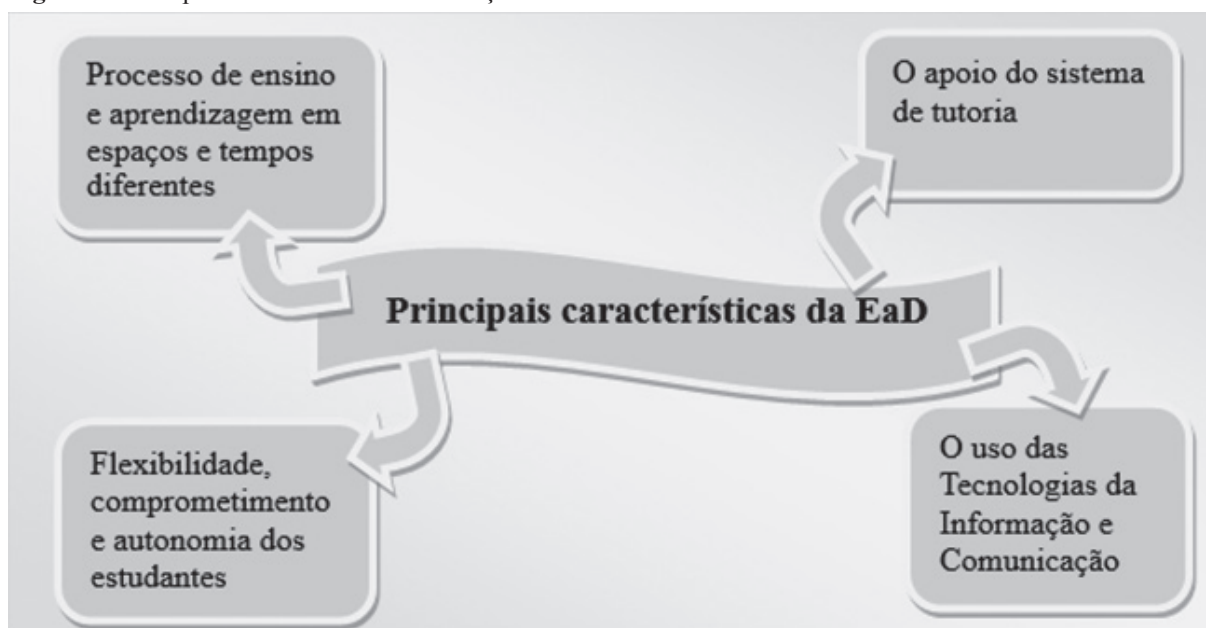 Processo de ensino
e aprendizagem em
espaços e tempos
diferentes
O apoio do sistema
de tutoria
Principais características da EaD
Flexibilidade,
comprometimento
e autonomia dos
estudantes
O uso das
Tecnologias da
Informação e
Comunicação